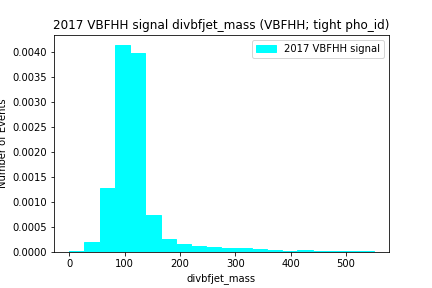 2017 VBFHH signal divbfjet_mass (VBFHH; tight pho_id)
2017 VBFHH signal
0.0040
0.0035
0.0030
0.0025
0.0020
0.0015
0.0010
0.0005
0.0000
Number of Events
0 100 200 300 400 500
divbfjet_mass